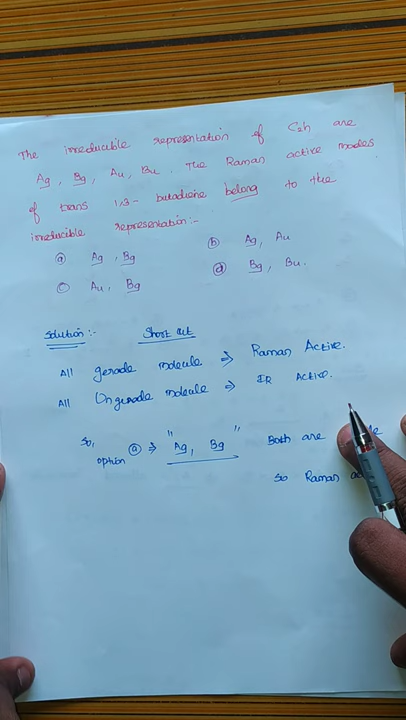 The irreducible representation of C2h are
Ag, Bg, Au, Bu. The Raman active modes
of trans 1,3- butadiene belong to the
irreducible representation:-
ⓐ Ag, Bg ⓑ Ag, Au
ⓒ Au, Bg ⓓ Bg, Bu.
Solution:- Short cut
All gerade molecule ⇒ Raman Active.
All Ungerade molecule ⇒ IR Active.
So, option ⓐ ⇒ "Ag, Bg" Both are
so Raman